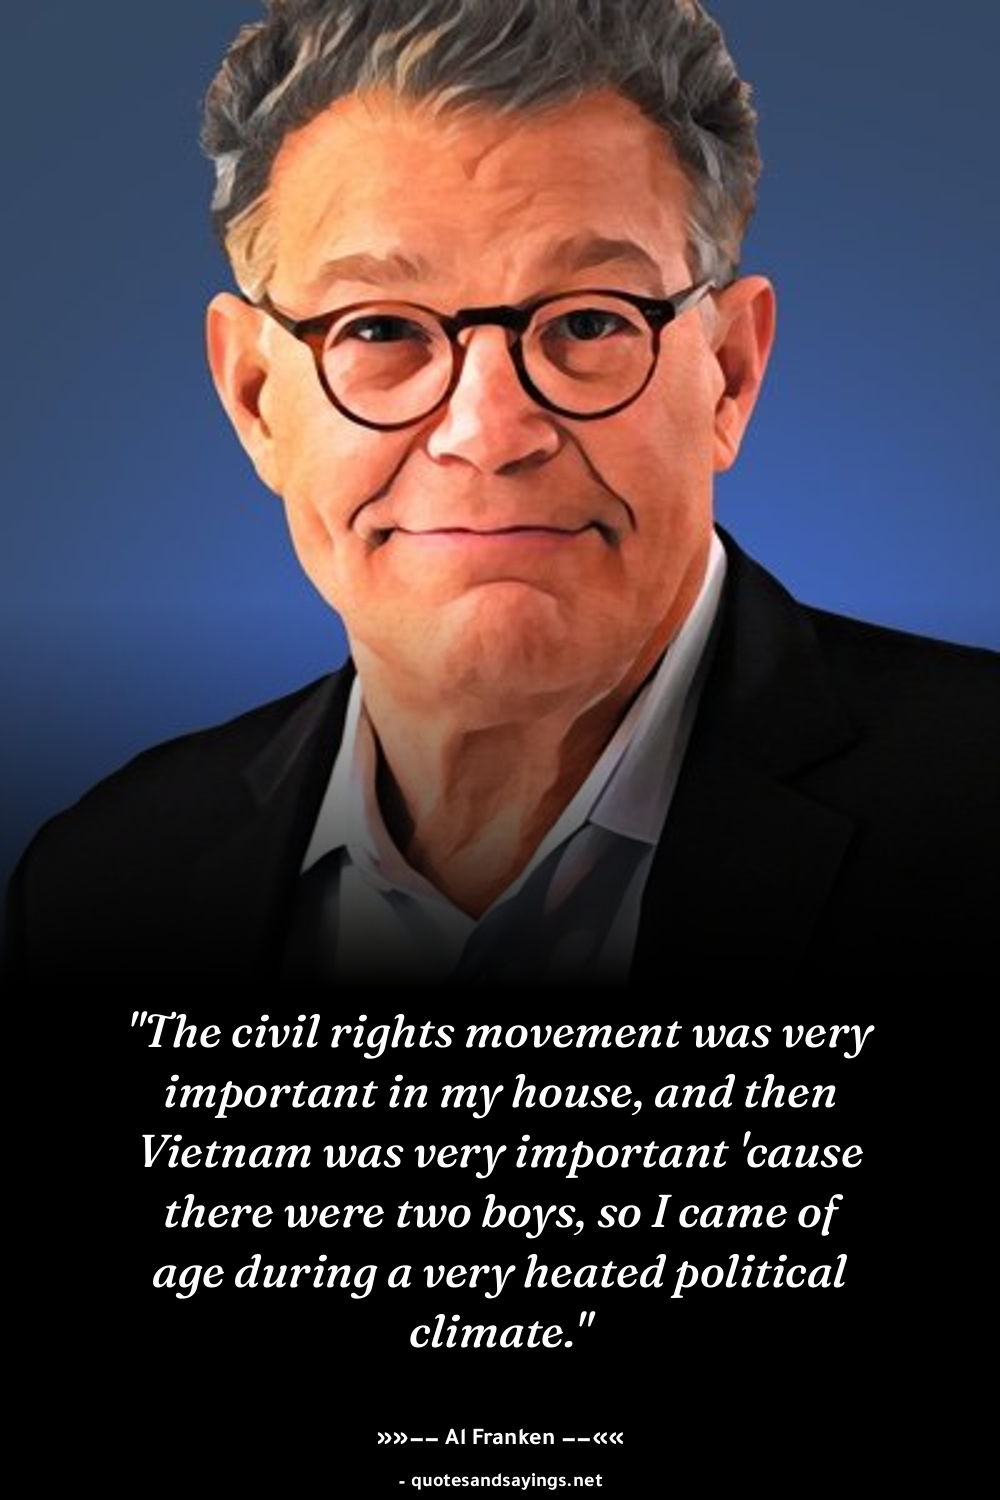 "The civil rights movement was very
important in my house, and then
Vietnam was very important 'cause
there were two boys, so I came of
age during a very heated political
climate."
»»−− Al Franken −−««
- quotesandsayings.net